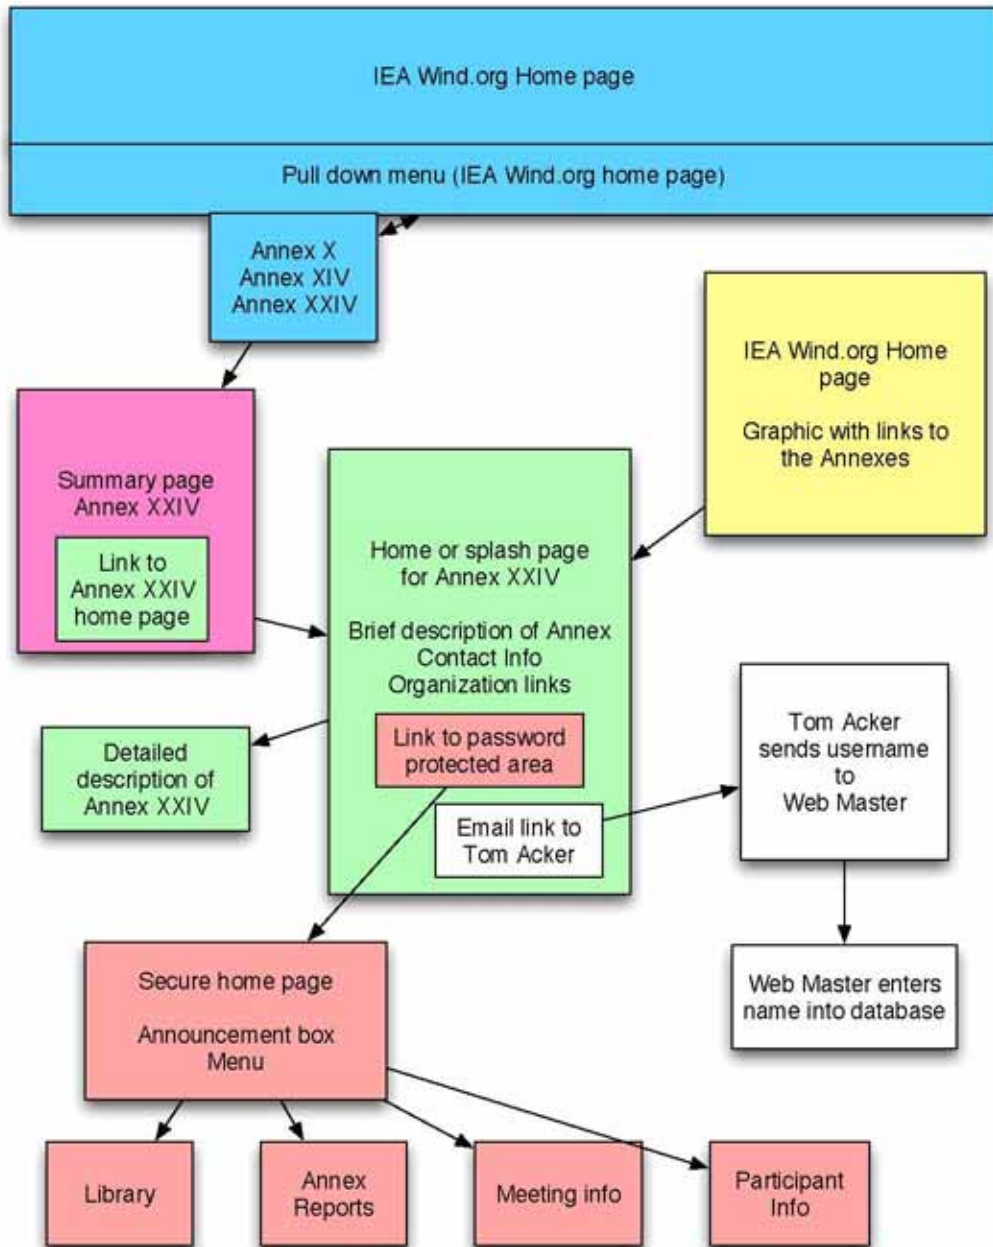 IEA Wind.org Home page
Pull down menu (IEA Wind.org home page)
Annex X
Annex XIV
Annex XXIV
IEA Wind.org Home
page
Graphic with links to
the Annexes
Summary page
Annex XXIV
Link to
Annex XXIV
home page
Home or splash page
for Annex XXIV
Brief description of Annex
Contact Info
Organization links
Link to password
protected area
Email link to
Tom Acker
Detailed
description of
Annex XXIV
Tom Acker
sends username
to
Web Master
Web Master enters
name into database
Secure home page
Announcement box
Menu
Library
Annex
Reports
Meeting info
Participant
Info